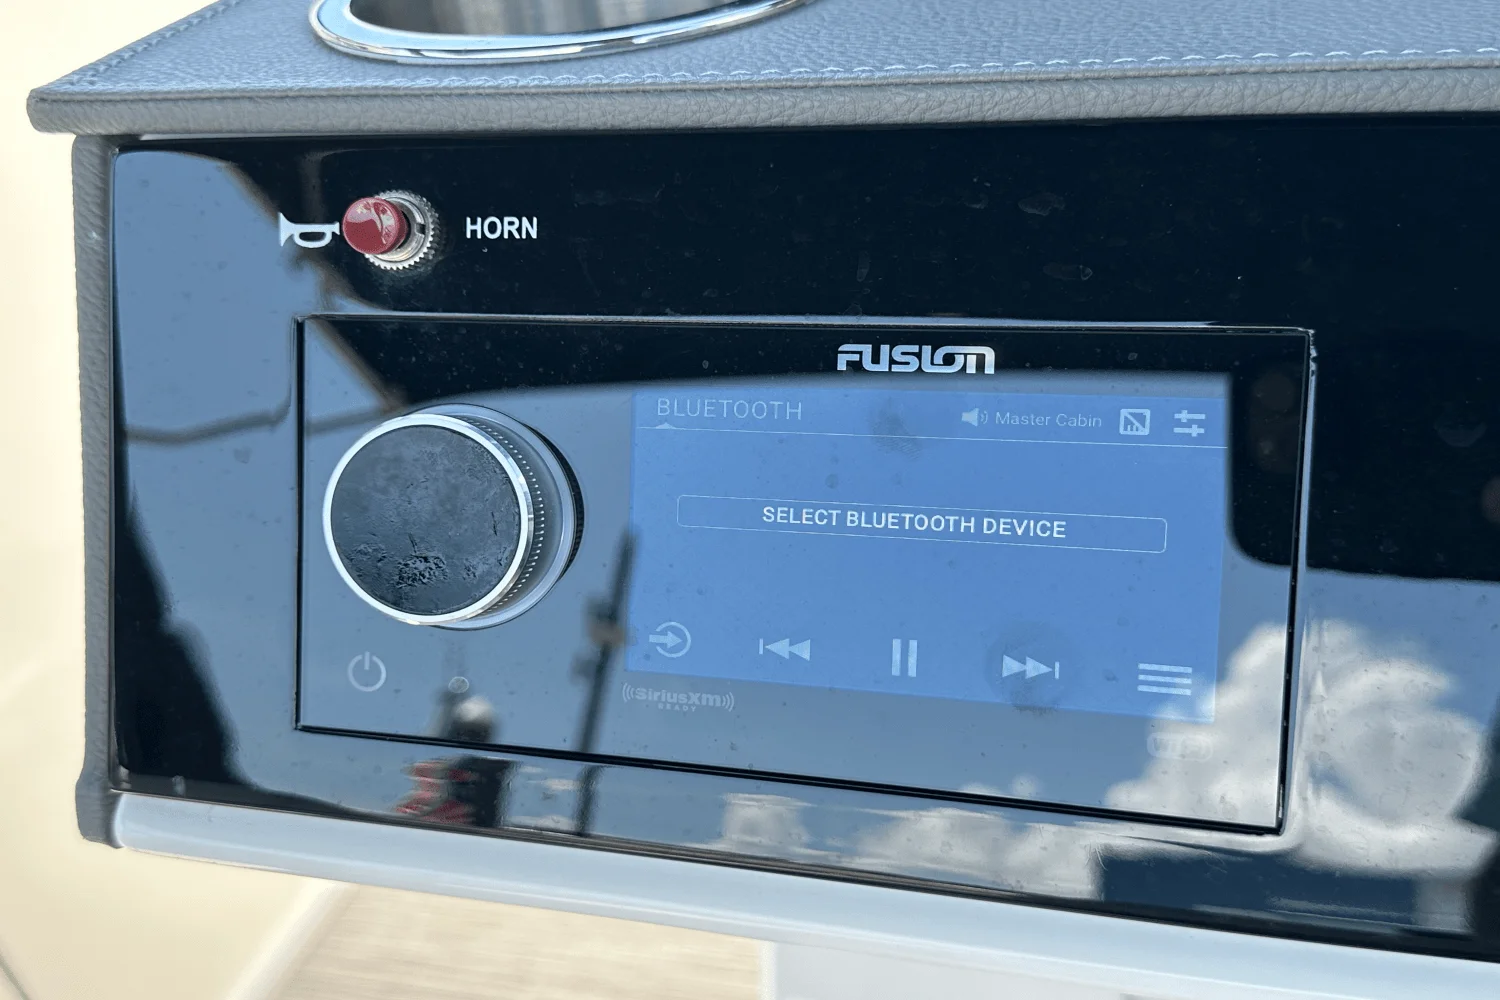 HORN
FUSION
BLUETOOTH
Master Cabin
SELECT BLUETOOTH DEVICE
SiriusXm
READY